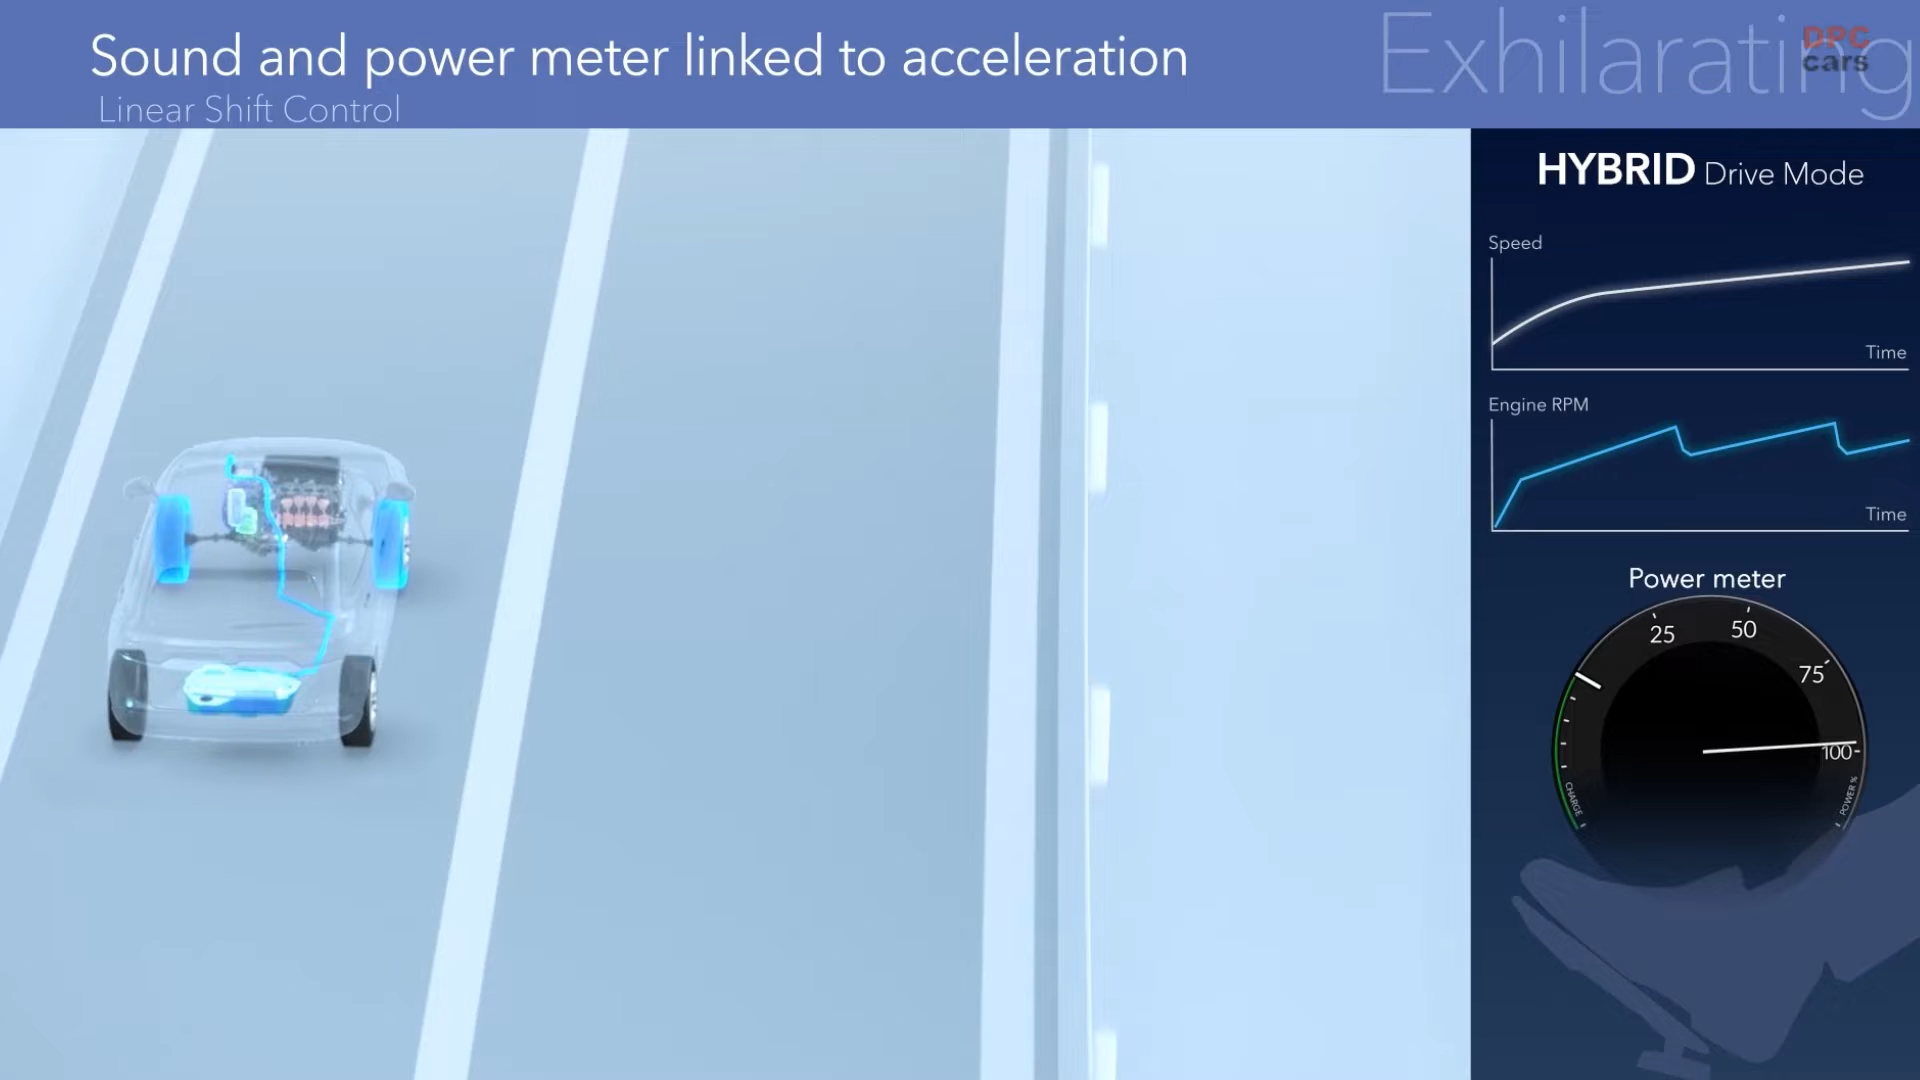 Sound and power meter linked to acceleration
Linear Shift Control
Exhilarating
DPC
cars
HYBRID Drive Mode
Speed
Time
Engine RPM
Time
Power meter
25
50
75
100
CHARGE
POWER %